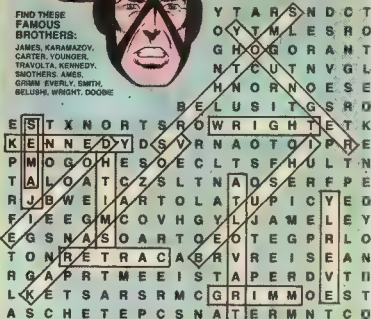 FIND THESE
FAMOUS
BROTHERS:
JAMES, KARAMAZOV,
CARTER, YOUNGER,
TRAVOLTA, KENNEDY,
SMOTHERS, AMES,
GRIMM, EVERLY, SMITH,
BELUSHI, WRIGHT, DOOBIE
Y T A R S N D C T
O Y T M L E S R O
G H O G O R A N T
N T C U T N V G L
H N O R N O E S E
B E L U S I T G S R O
E S T X N O R T S R D W R I G H T E T K
K E N N E D Y D S V R N A O T O I P R E
P M O G O H E S O E C L T S F H U L T N
T A L O T C Z S L T N A O S E R F P E
R J B W E I A R T O L A T U P I C Y E D
F I E E G M C O V H G Y L J A M E L E Y
E G S N A S O A R T O E O T E G P R L O
T O N R E T R A C A B R V R E I S E A N
R G A P R T M E E I S T A P E R D V T I
L K E T S A R S R M C G R I M M O E S T
A S C H E T E P C S N A T E R M N T C O